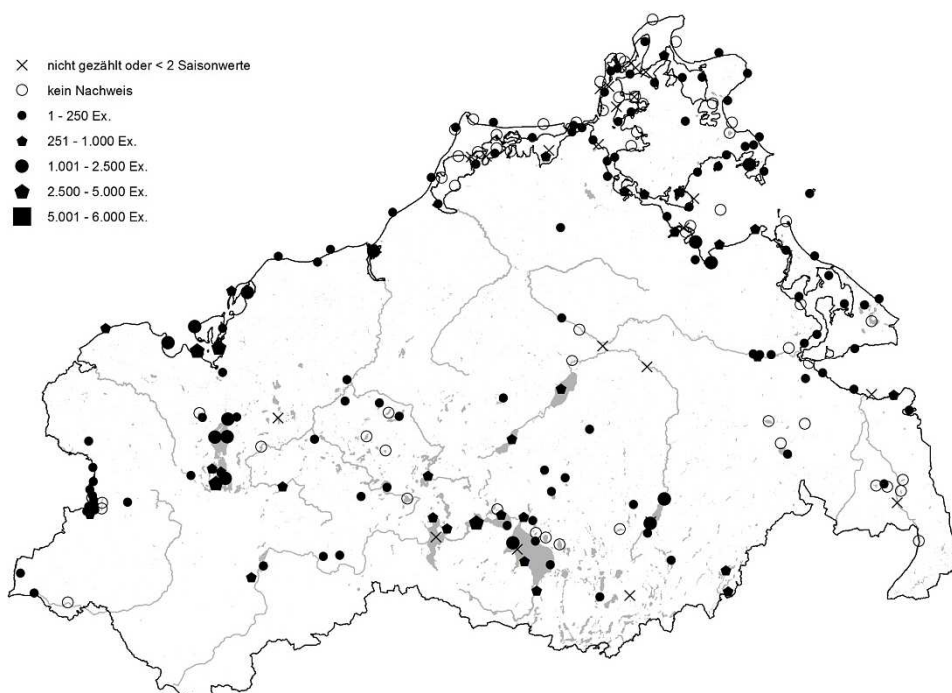 nicht gezählt oder < 2 Saisonwerte
kein Nachweis
1 - 250 Ex.
251 - 1.000 Ex.
1.001 - 2.500 Ex.
2.500 - 5.000 Ex.
5.001 - 6.000 Ex.